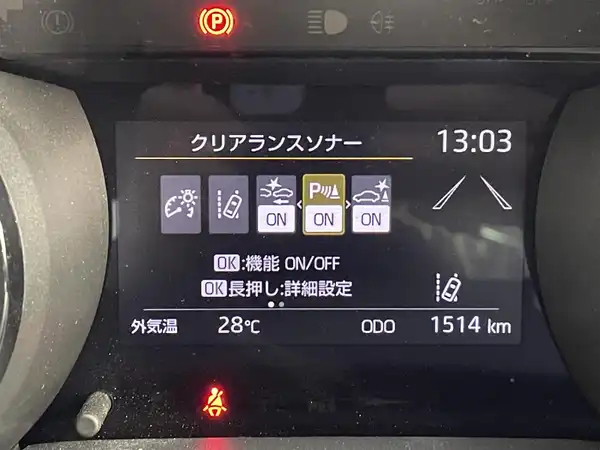 P
クリアランスソナー 13:03
P
ON ON ON
OK:機能 ON/OFF
OK長押し:詳細設定
外気温 28℃ ODO 1514 km